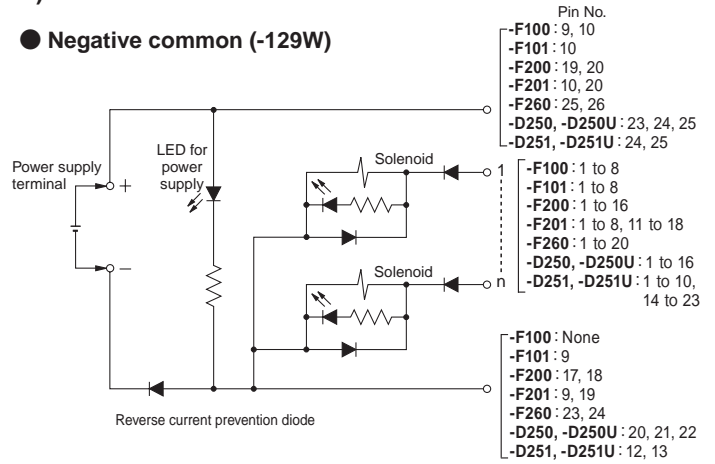 ● Negative common (-129W)
Pin No.
-F100 : 9, 10
-F101 : 10
-F200 : 19, 20
-F201 : 10, 20
-F260 : 25, 26
-D250, -D250U : 23, 24, 25
-D251, -D251U : 24, 25
Power supply
terminal
+
−
LED for
power
supply
Solenoid
1
-F100 : 1 to 8
-F101 : 1 to 8
-F200 : 1 to 16
-F201 : 1 to 8, 11 to 18
-F260 : 1 to 20
-D250, -D250U : 1 to 16
-D251, -D251U : 1 to 10,
14 to 23
Solenoid
n
-F100 : None
-F101 : 9
-F200 : 17, 18
-F201 : 9, 19
-F260 : 23, 24
-D250, -D250U : 20, 21, 22
-D251, -D251U : 12, 13
Reverse current prevention diode